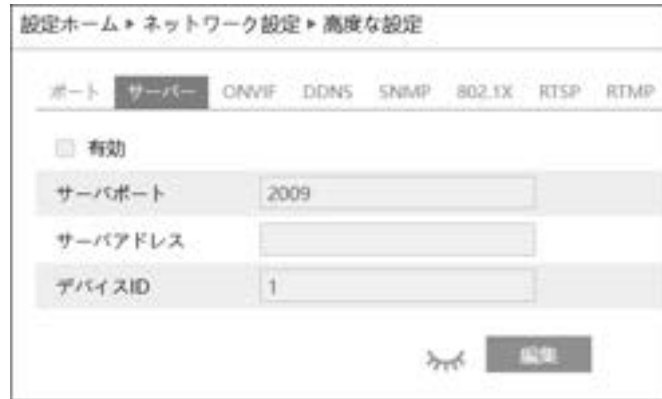 設定ホーム▶ネットワーク設定▶高度な設定
ポート サーバー ONVIF DDNS SNMP 802.1X RTSP RTMP
有効
サーバポート 2009
サーバアドレス
デバイスID 1
編集